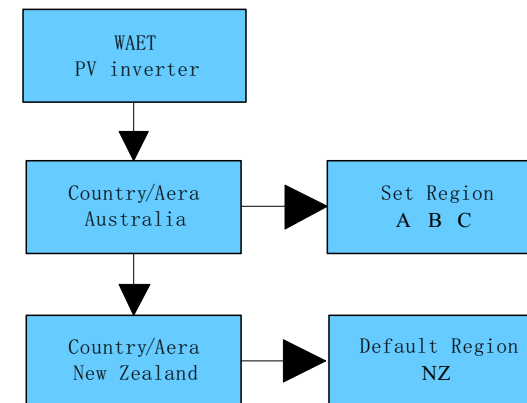 WAET
PV inverter
Country/Aera
Australia
Set Region
A B C
Country/Aera
New Zealand
Default Region
NZ